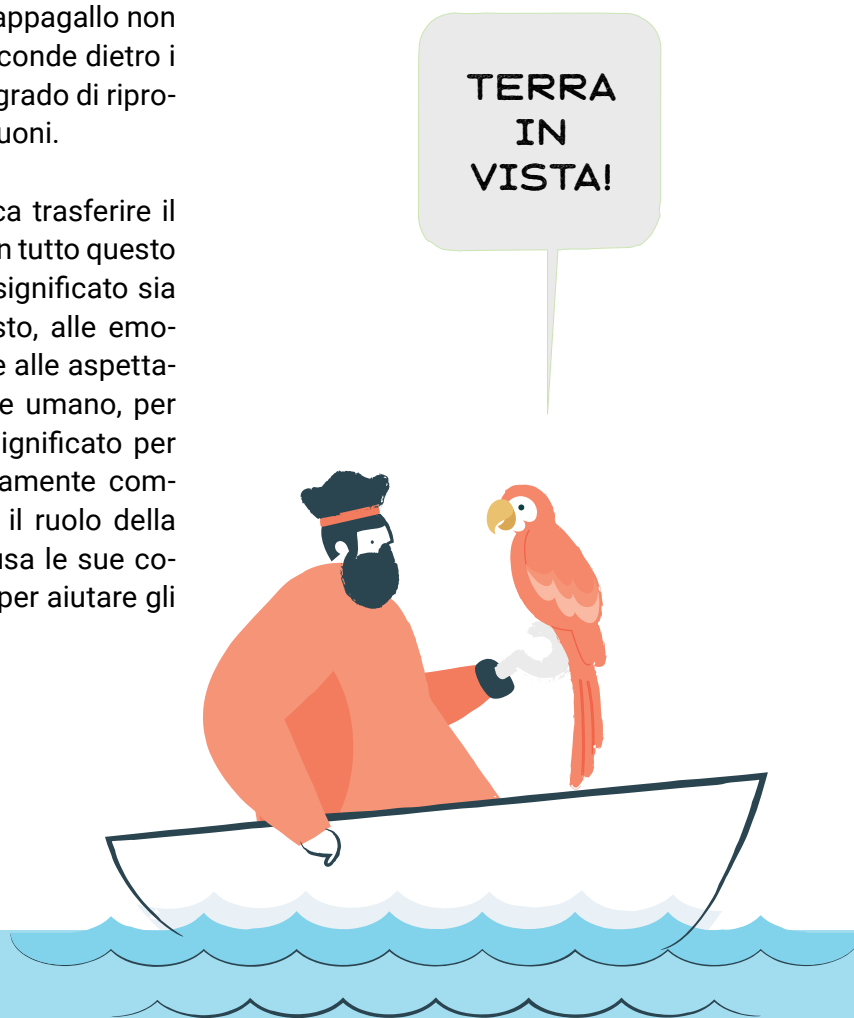 appagallo non
conde dietro i
grado di ripro-
uoni.
ca trasferire il
n tutto questo
significato sia
sto, alle emo-
e alle aspetta-
e umano, per
ignificato per
amente com-
il ruolo della
usa le sue co-
per aiutare gli
TERRA
IN
VISTA!